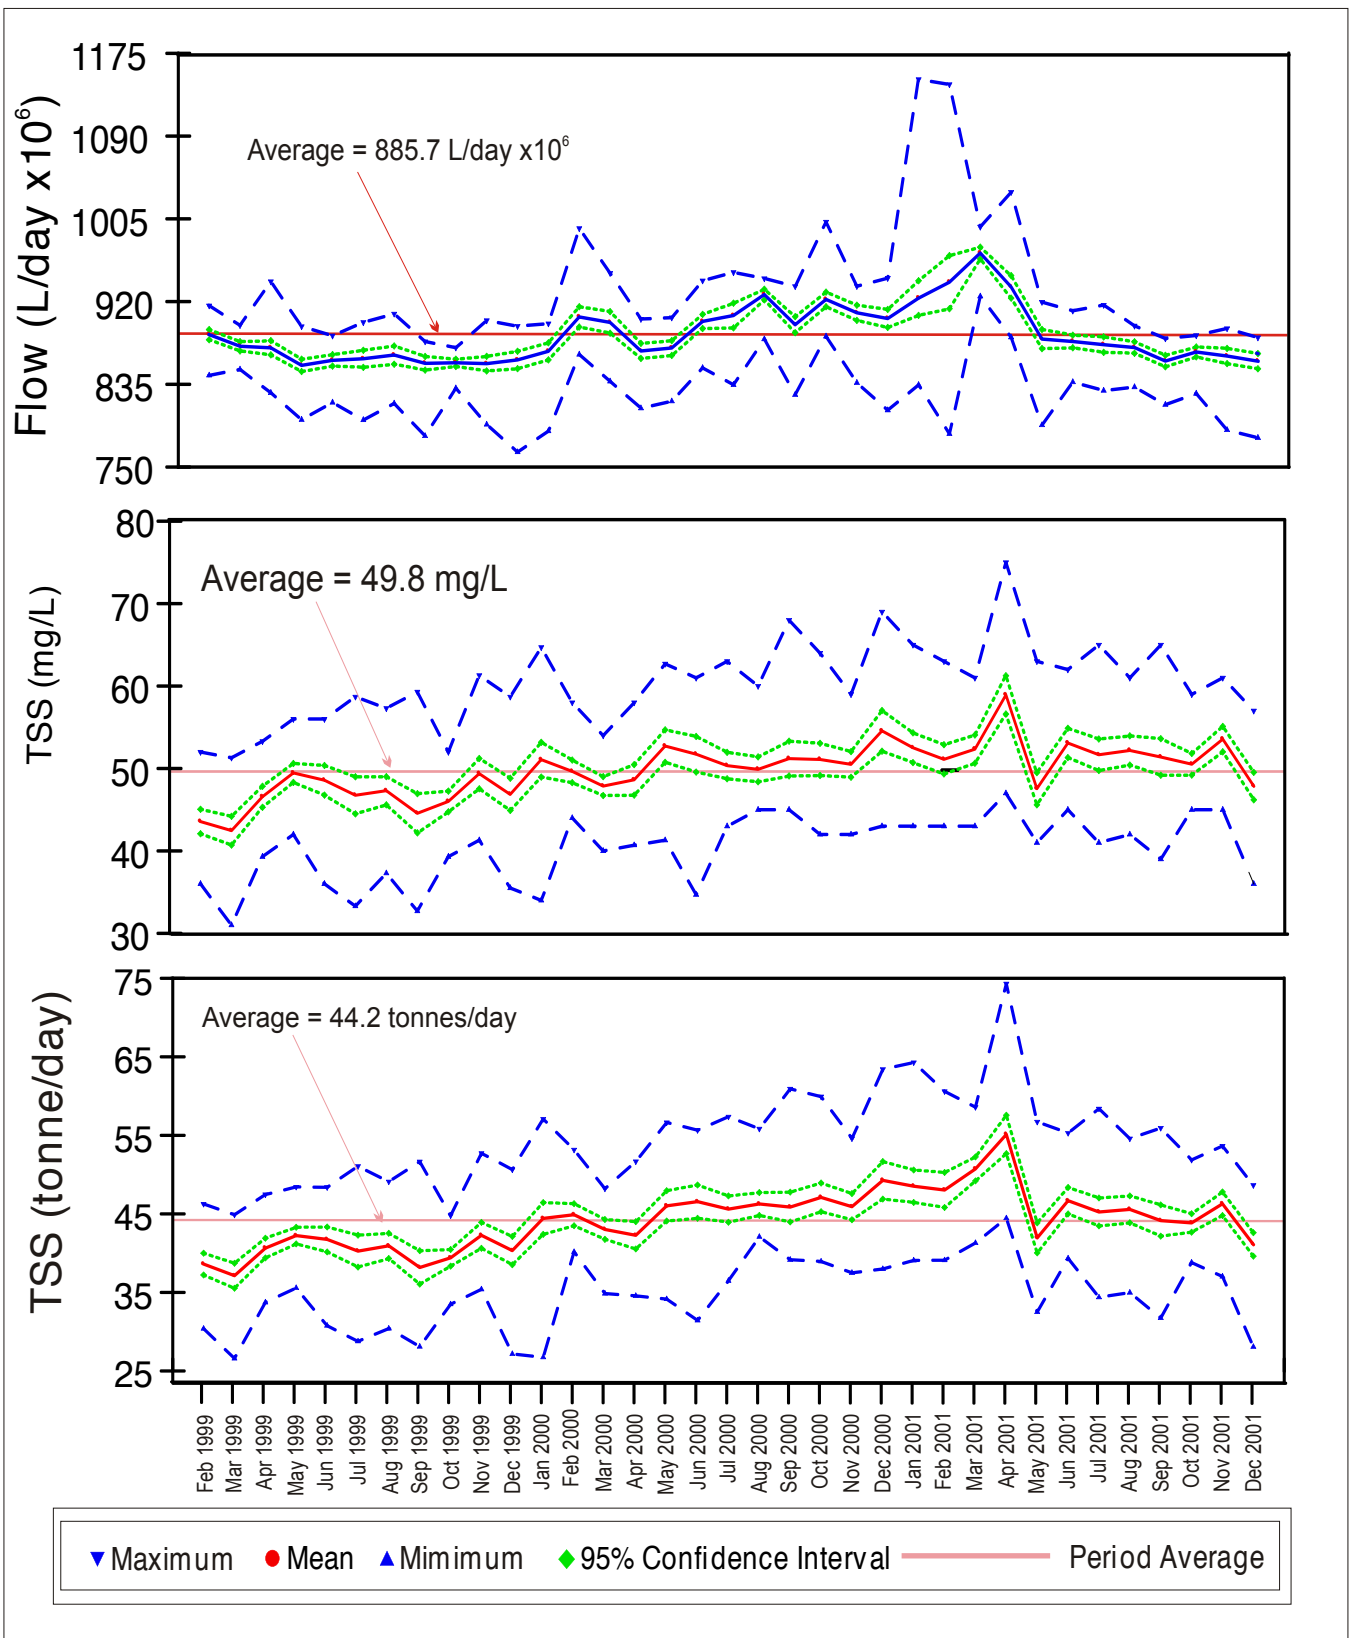 Flow (L/day x10⁶)
1175
1090
1005
920
835
750
Average = 885.7 L/day x10⁶
TSS (mg/L)
80
70
60
50
40
30
Average = 49.8 mg/L
TSS (tonne/day)
75
65
55
45
35
25
Average = 44.2 tonnes/day
Feb 1999
Mar 1999
Apr 1999
May 1999
Jun 1999
Jul 1999
Aug 1999
Sep 1999
Oct 1999
Nov 1999
Dec 1999
Jan 2000
Feb 2000
Mar 2000
Apr 2000
May 2000
Jun 2000
Jul 2000
Aug 2000
Sep 2000
Oct 2000
Nov 2000
Dec 2000
Jan 2001
Feb 2001
Mar 2001
Apr 2001
May 2001
Jun 2001
Jul 2001
Aug 2001
Sep 2001
Oct 2001
Nov 2001
Dec 2001
Maximum Mean Mimimum 95% Confidence Interval Period Average